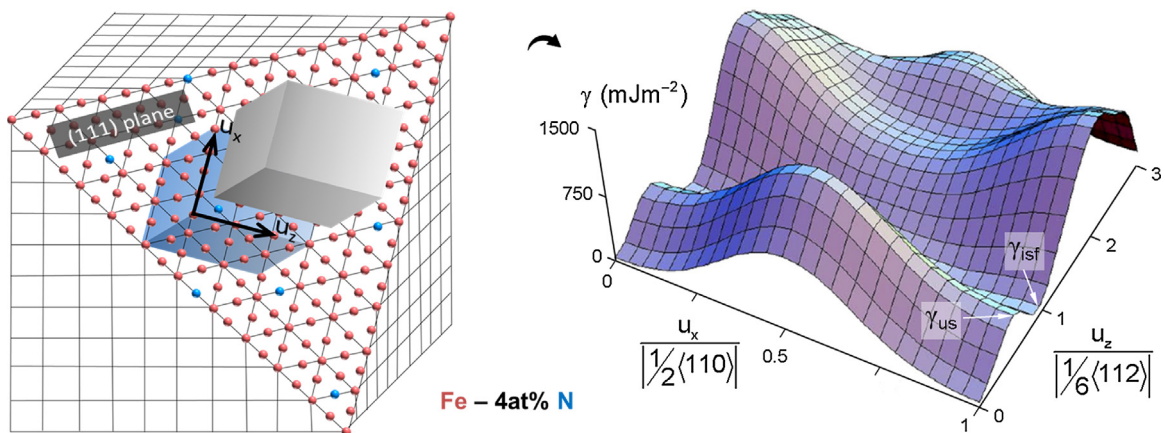 (111) plane
u_x
u_z
Fe – 4at% N
γ (mJm⁻²)
1500
750
0
0
0.5
1
u_x
|1/2⟨110⟩|
γ_isf
γ_us
0
1
2
3
u_z
|1/6⟨112⟩|